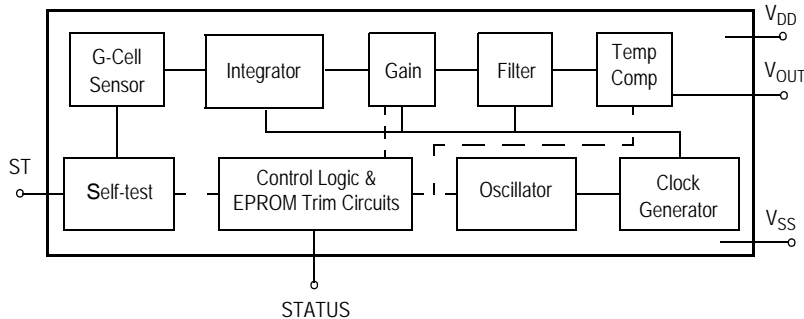 V_DD
G-Cell
Sensor
Integrator
Gain
Filter
Temp
Comp
V_OUT
ST
Self-test
Control Logic &
EPROM Trim Circuits
Oscillator
Clock
Generator
V_SS
STATUS